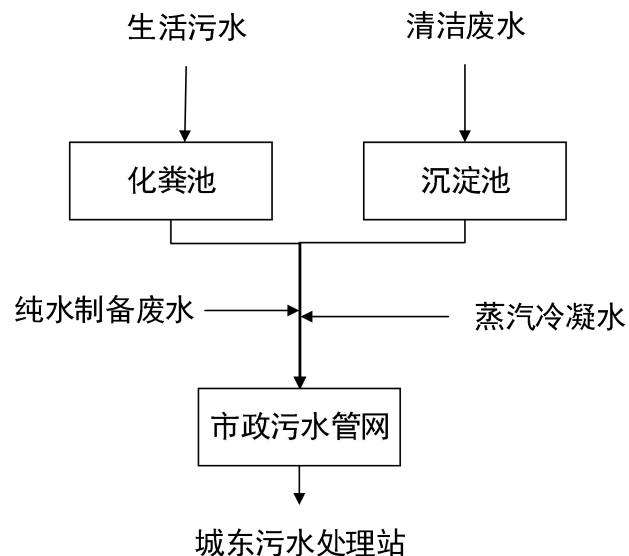 生活污水
清洁废水
化粪池
沉淀池
纯水制备废水
蒸汽冷凝水
市政污水管网
城东污水处理站